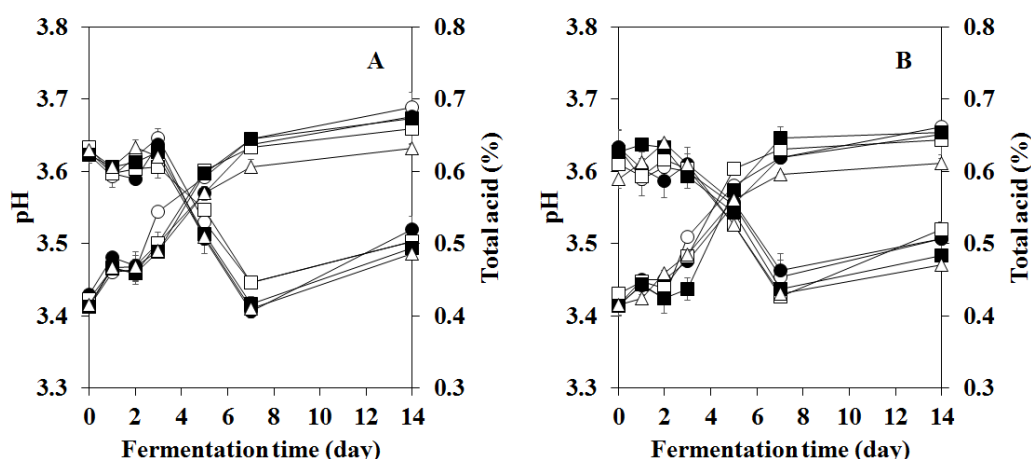 3.8
3.7
3.6
3.5
3.4
3.3
pH
A
0.8
0.7
0.6
0.5
0.4
0.3
Total acid (%)
0 2 4 6 8 10 12 14
Fermentation time (day)
3.8
3.7
3.6
3.5
3.4
3.3
pH
B
0.8
0.7
0.6
0.5
0.4
0.3
Total acid (%)
0 2 4 6 8 10 12 14
Fermentation time (day)